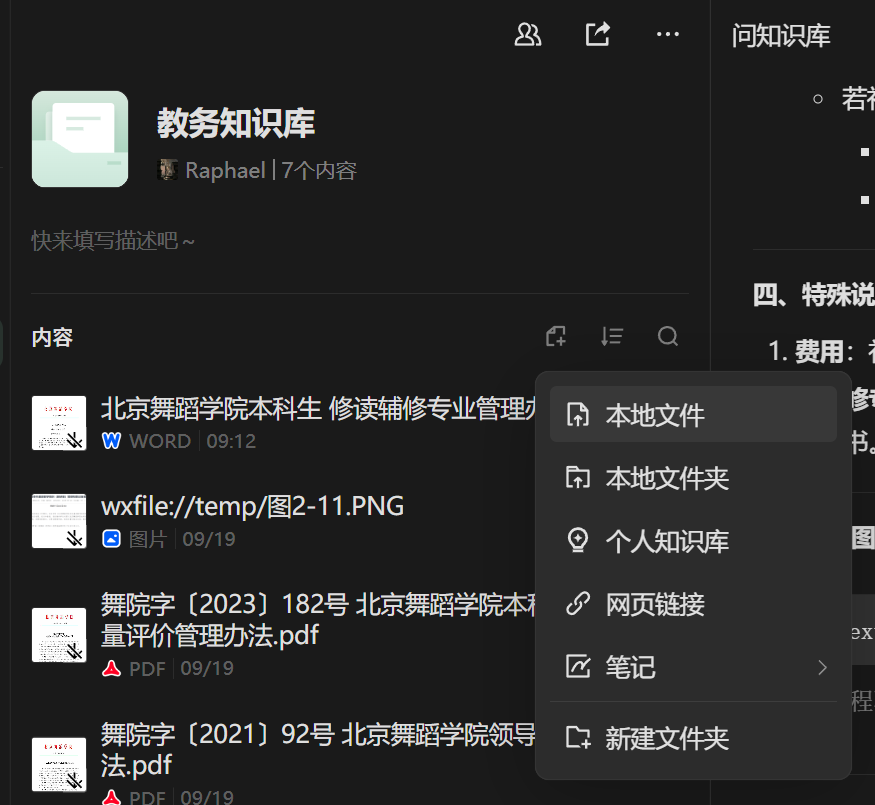 问知识库
教务知识库
Raphael | 7个内容
快来填写描述吧~
内容
北京舞蹈学院本科生 修读辅修专业管理办
WORD | 09:12
wxfile://temp/图2-11.PNG
图片 | 09/19
舞院字〔2023〕182号 北京舞蹈学院本科
量评价管理办法.pdf
PDF | 09/19
舞院字〔2021〕92号 北京舞蹈学院领导
法.pdf
PDF | 09/19
本地文件
本地文件夹
个人知识库
网页链接
笔记
新建文件夹
若
四、特殊说
1. 费用：
书。
图
程